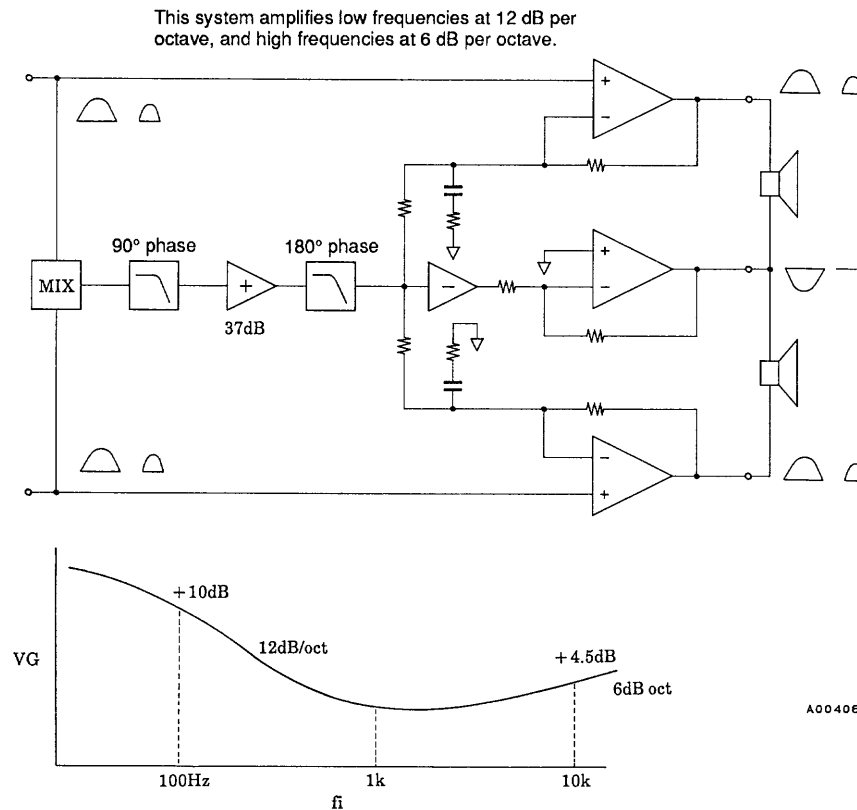 This system amplifies low frequencies at 12 dB per
octave, and high frequencies at 6 dB per octave.
+
−
90° phase
180° phase
MIX
+
37dB
−
+
−
−
+
+10dB
12dB/oct
VG
+4.5dB
6dB oct
A00406
100Hz
1k
10k
fi